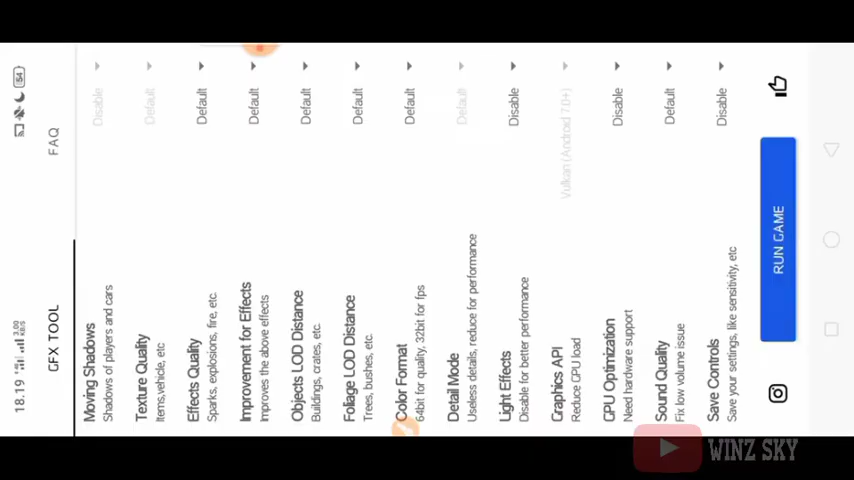 18.19
3.00
KB/S
54
GFX TOOL
FAQ
Moving Shadows
Shadows of players and cars
Disable
Texture Quality
Items,vehicle, etc
Default
Effects Quality
Sparks, explosions, fire, etc.
Default
Improvement for Effects
Improves the above effects
Default
Objects LOD Distance
Buildings, crates, etc.
Default
Foliage LOD Distance
Trees, bushes, etc.
Default
Color Format
64bit for quality, 32bit for fps
Default
Detail Mode
Useless details, reduce for performance
Default
Light Effects
Disable for better performance
Disable
Graphics API
Reduce GPU load
Vulkan (Android 7.0+)
GPU Optimization
Need hardware support
Disable
Sound Quality
Fix low volume issue
Default
Save Controls
Save your settings, like sensitivity, etc
Disable
RUN GAME
WINZ SKY